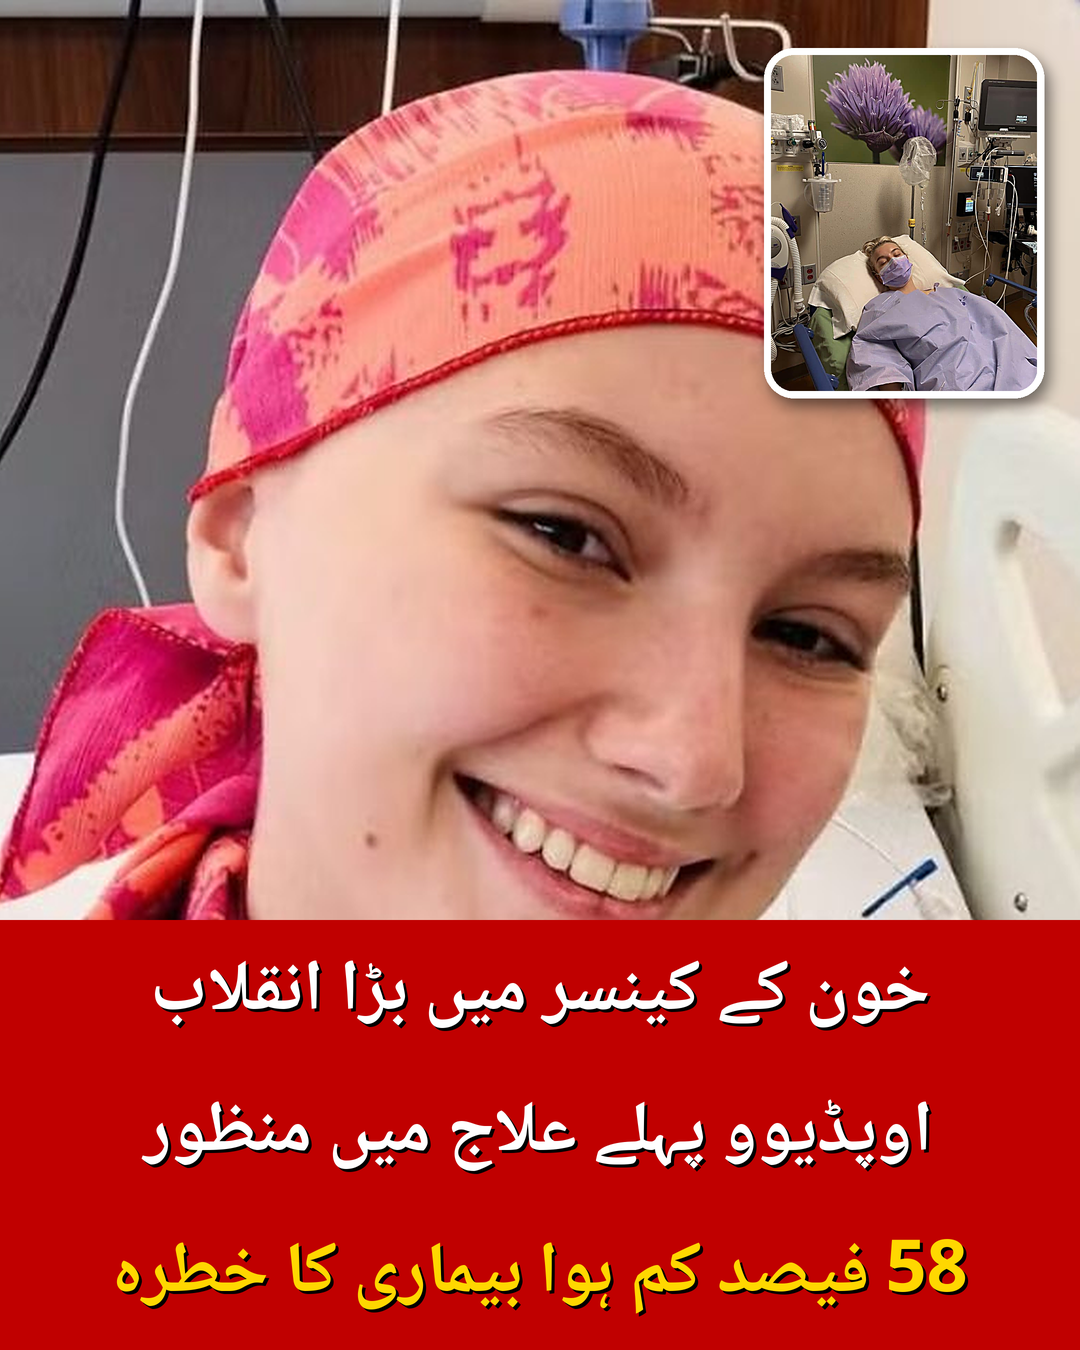 خون کے کینسر میں بڑا انقلاب
اوپڈیوو پہلے علاج میں منظور
58 فیصد کم ہوا بیماری کا خطرہ